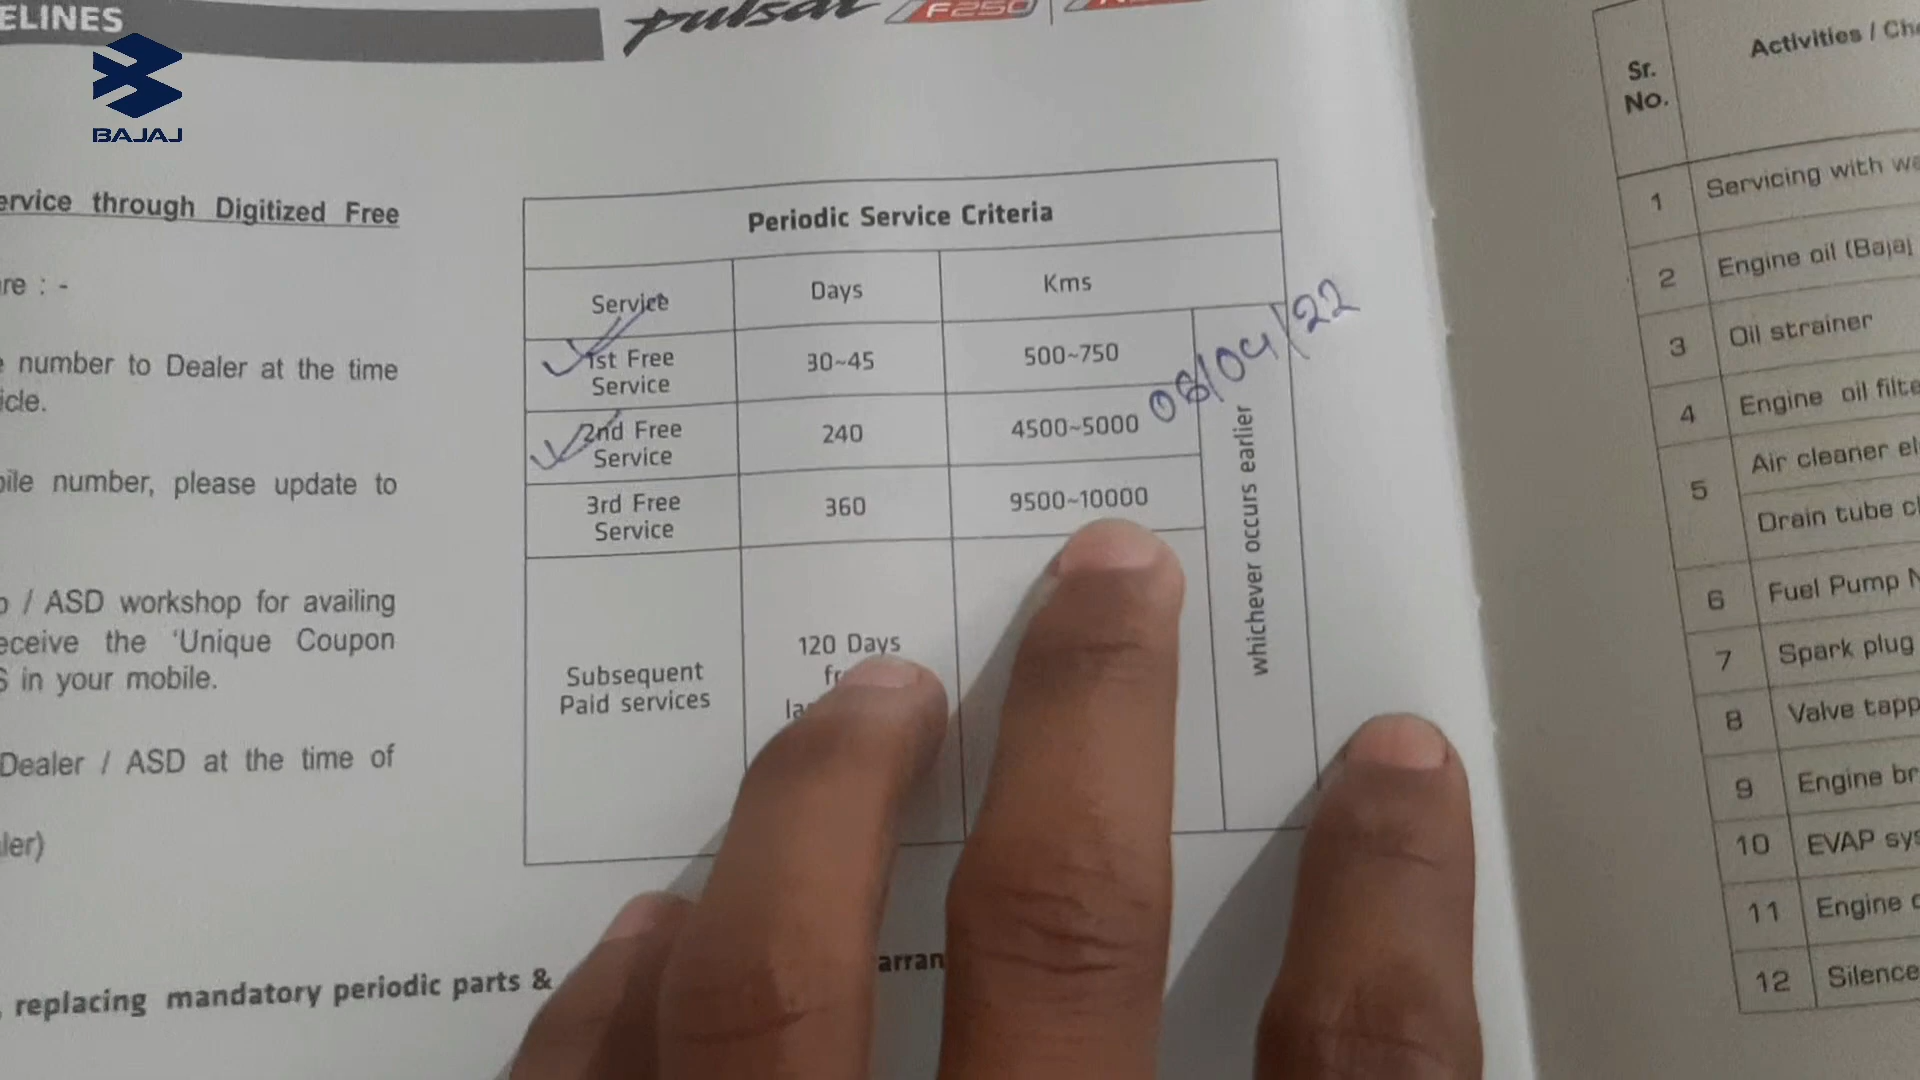 ELINES
pulsar F250
BAJAJ
ervice through Digitized Free
re : -
number to Dealer at the time
icle.
bile number, please update to
/ ASD workshop for availing
eceive the 'Unique Coupon
S in your mobile.
Dealer / ASD at the time of
ler)
replacing mandatory periodic parts &
arran
Periodic Service Criteria
Service Days Kms
1st Free Service 30~45 500~750
2nd Free Service 240 4500~5000
3rd Free Service 360 9500~10000
Subsequent Paid services 120 Days
whichever occurs earlier
08/04/22
Sr. No. Activities / Ch
1 Servicing with wa
2 Engine oil (Bajaj
3 Oil strainer
4 Engine oil filte
5 Air cleaner el
Drain tube cl
6 Fuel Pump N
7 Spark plug
8 Valve tapp
9 Engine br
10 EVAP sys
11 Engine c
12 Silence